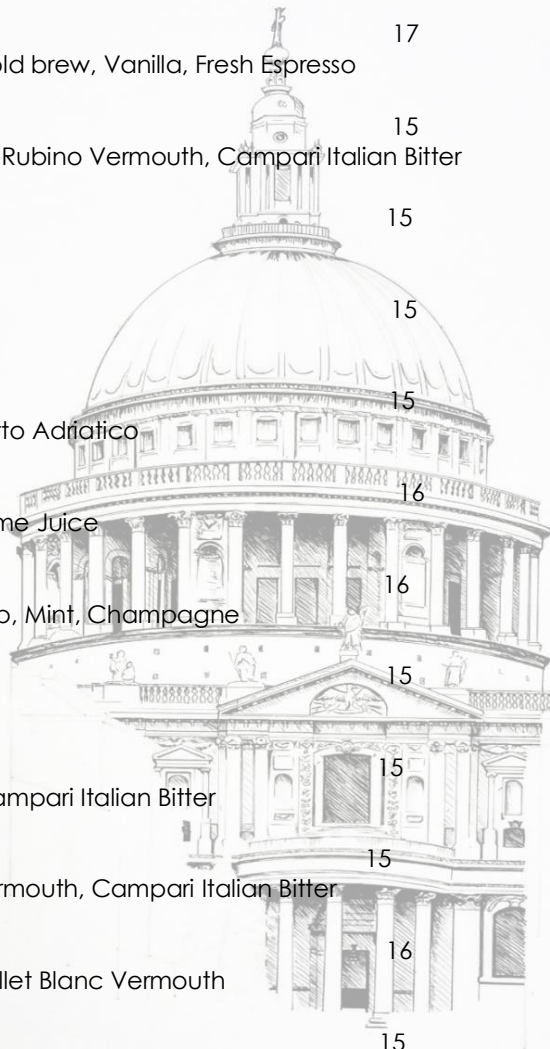 17
old brew, Vanilla, Fresh Espresso
15
Rubino Vermouth, Campari Italian Bitter
15
15
15
tto Adriatico
16
me Juice
16
p, Mint, Champagne
15
15
ampari Italian Bitter
15
rmouth, Campari Italian Bitter
16
llet Blanc Vermouth
15